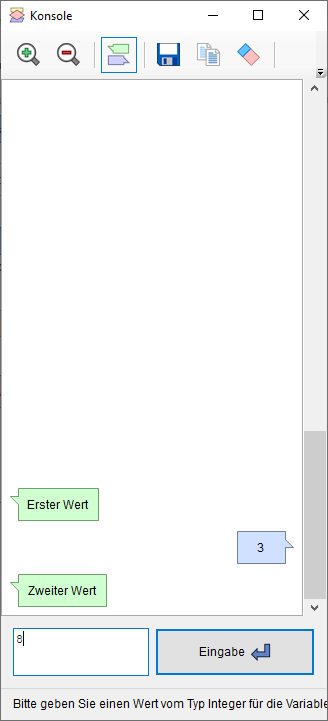 Konsole
Erster Wert
3
Zweiter Wert
8
Eingabe
Bitte geben Sie einen Wert vom Typ Integer für die Variable